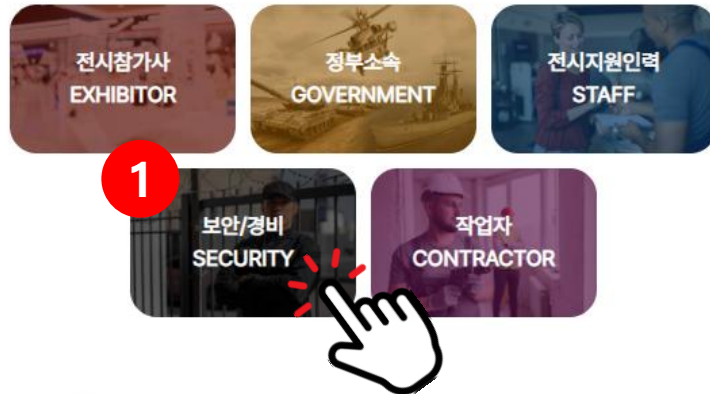 전시참가사
EXHIBITOR
정부소속
GOVERNMENT
전시지원인력
STAFF
1
보안/경비
SECURITY
작업자
CONTRACTOR